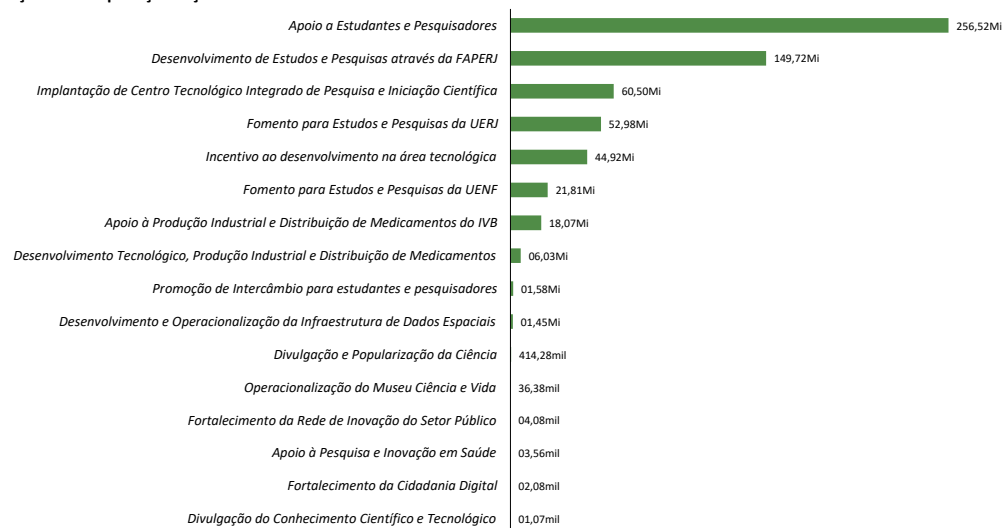 Apoio a Estudantes e Pesquisadores 256,52Mi
Desenvolvimento de Estudos e Pesquisas através da FAPERJ 149,72Mi
Implantação de Centro Tecnológico Integrado de Pesquisa e Iniciação Científica 60,50Mi
Fomento para Estudos e Pesquisas da UERJ 52,98Mi
Incentivo ao desenvolvimento na área tecnológica 44,92Mi
Fomento para Estudos e Pesquisas da UENF 21,81Mi
Apoio à Produção Industrial e Distribuição de Medicamentos do IVB 18,07Mi
Desenvolvimento Tecnológico, Produção Industrial e Distribuição de Medicamentos 06,03Mi
Promoção de Intercâmbio para estudantes e pesquisadores 01,58Mi
Desenvolvimento e Operacionalização da Infraestrutura de Dados Espaciais 01,45Mi
Divulgação e Popularização da Ciência 414,28mil
Operacionalização do Museu Ciência e Vida 36,38mil
Fortalecimento da Rede de Inovação do Setor Público 04,08mil
Apoio à Pesquisa e Inovação em Saúde 03,56mil
Fortalecimento da Cidadania Digital 02,08mil
Divulgação do Conhecimento Científico e Tecnológico 01,07mil